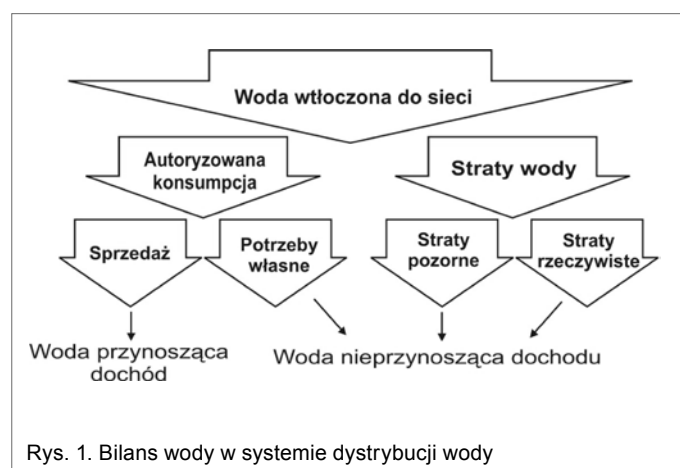 Woda wtłoczona do sieci
Autoryzowana
konsumpcja
Straty wody
Sprzedaż
Potrzeby
własne
Straty
pozorne
Straty
rzeczywiste
Woda przynosząca
dochód
Woda nieprzynosząca dochodu
Rys. 1. Bilans wody w systemie dystrybucji wody